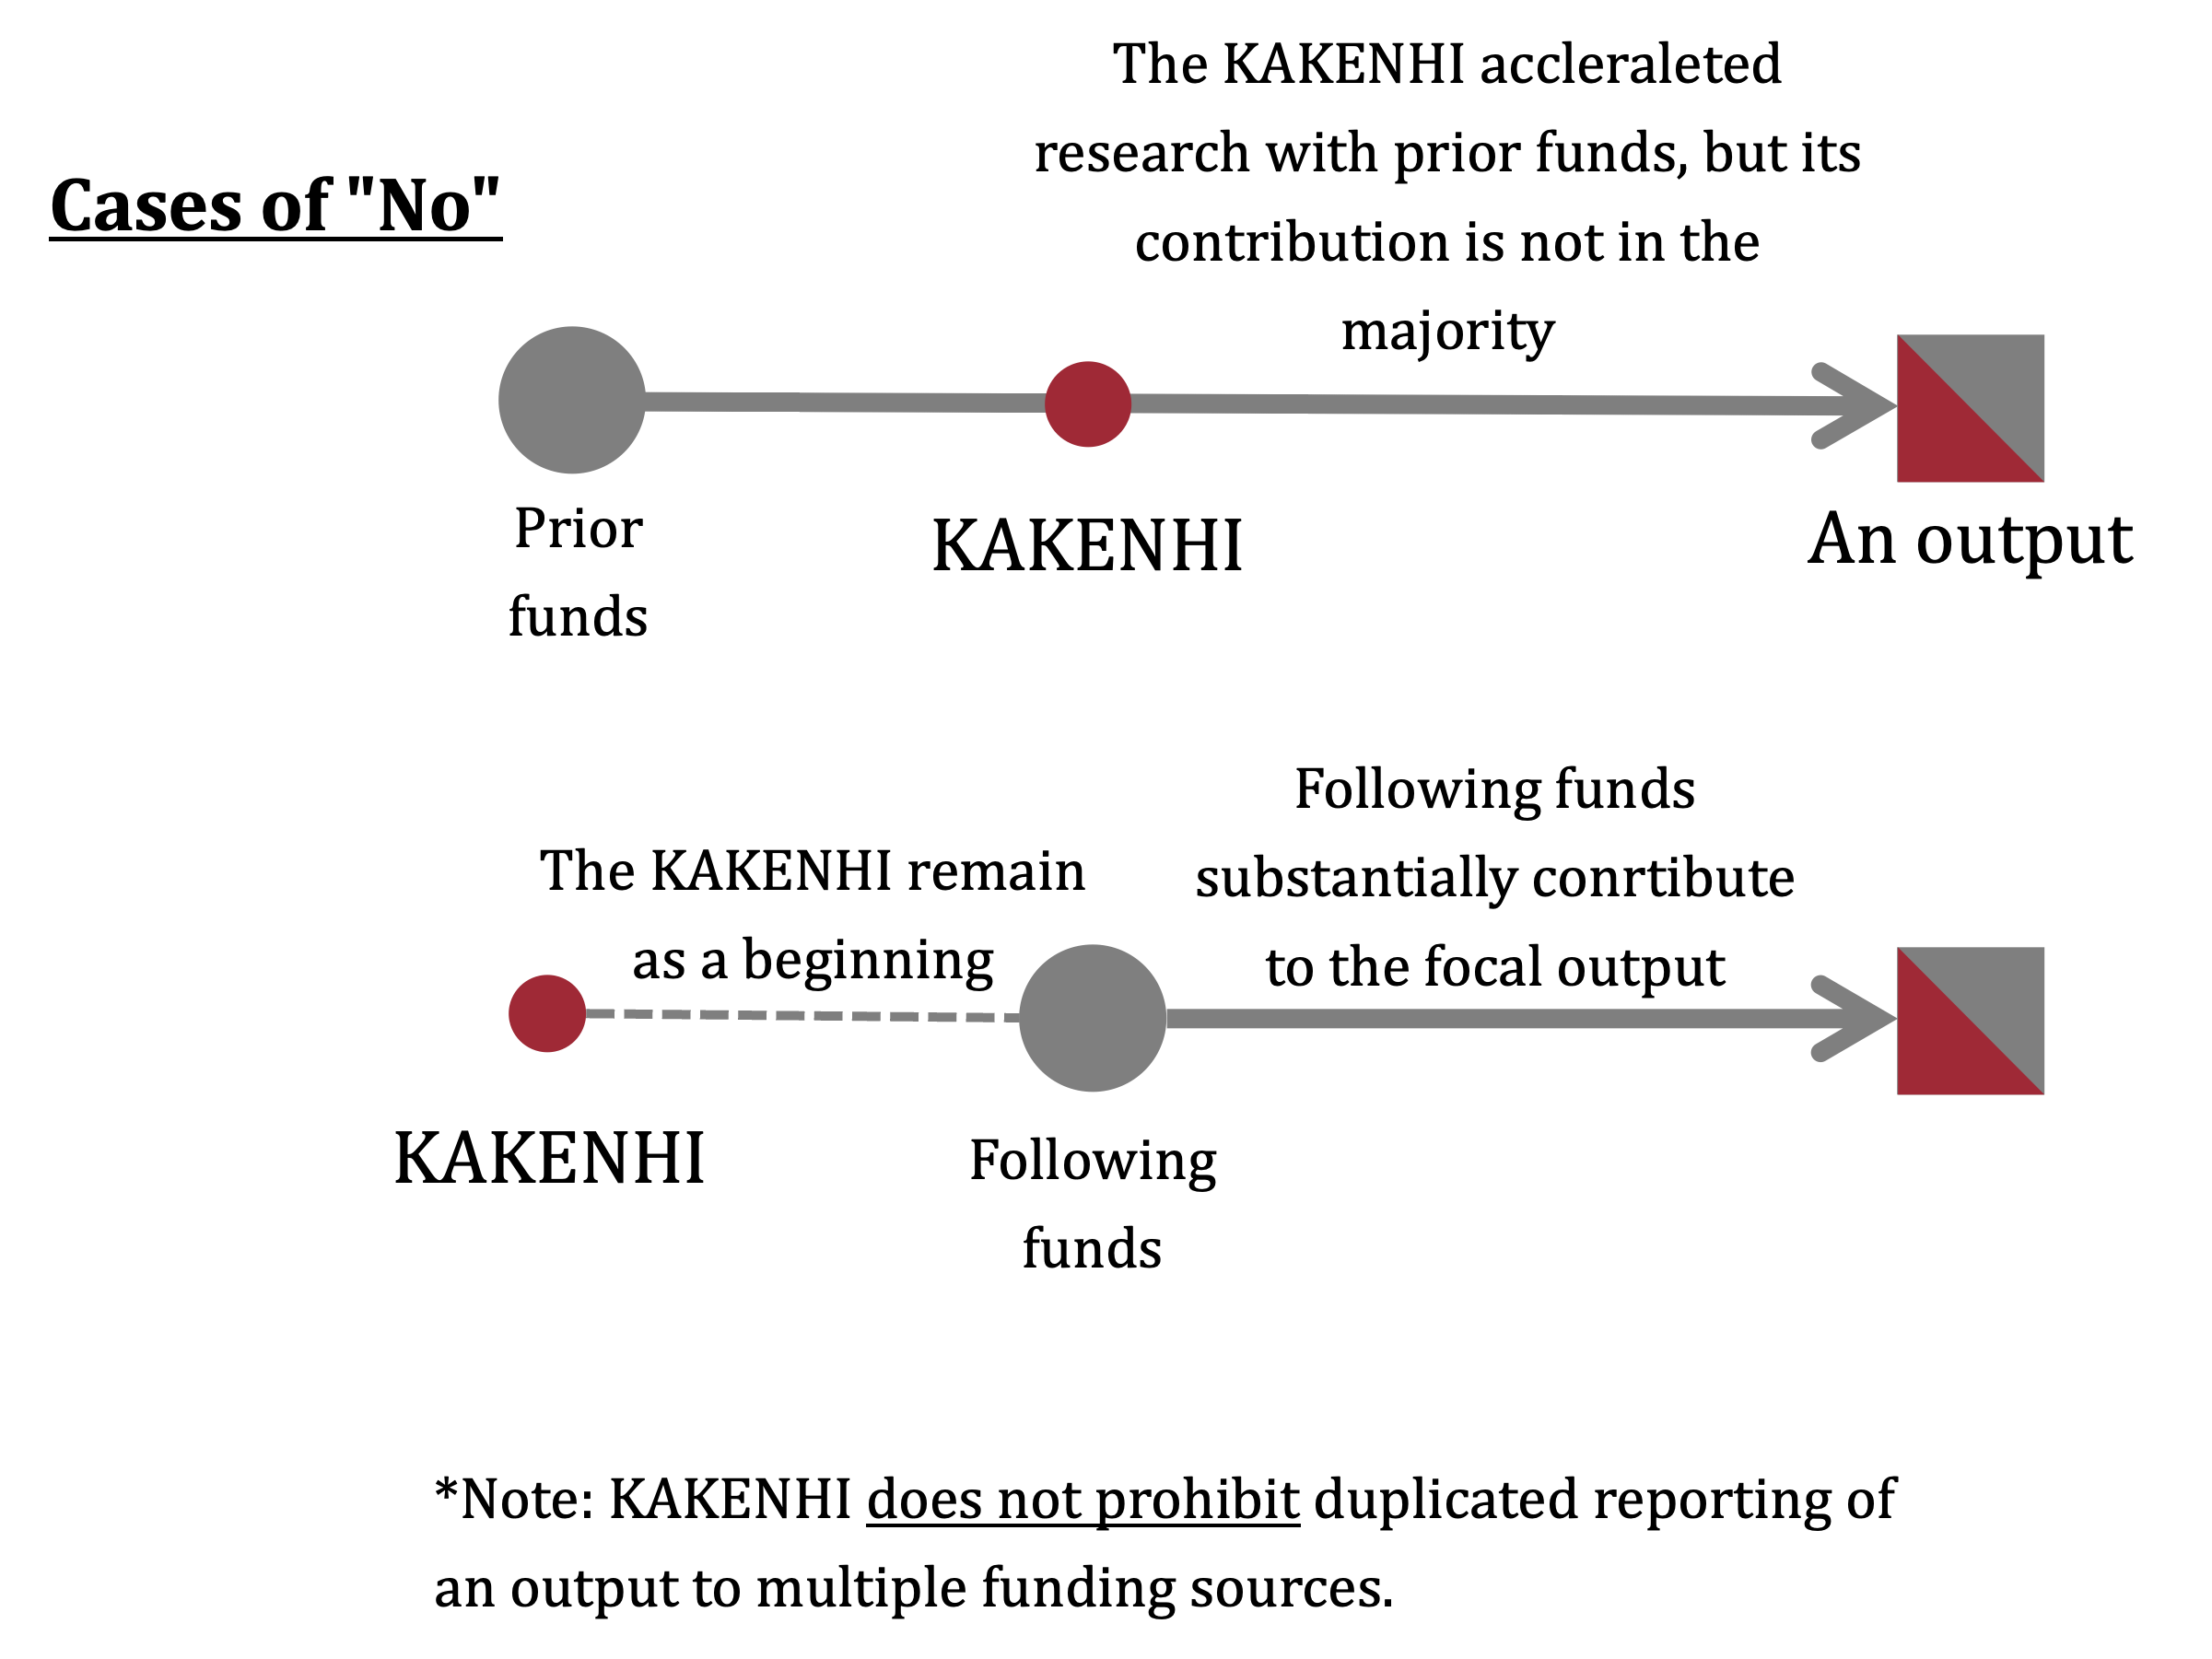 Cases of "No"
The KAKENHI accleraleted
research with prior funds, but its
contribution is not in the
majority
Prior
funds
KAKENHI
An output
The KAKENHI remain
as a beginning
Following funds
substantially conrtibute
to the focal output
KAKENHI
Following
funds
*Note: KAKENHI does not prohibit duplicated reporting of
an output to multiple funding sources.